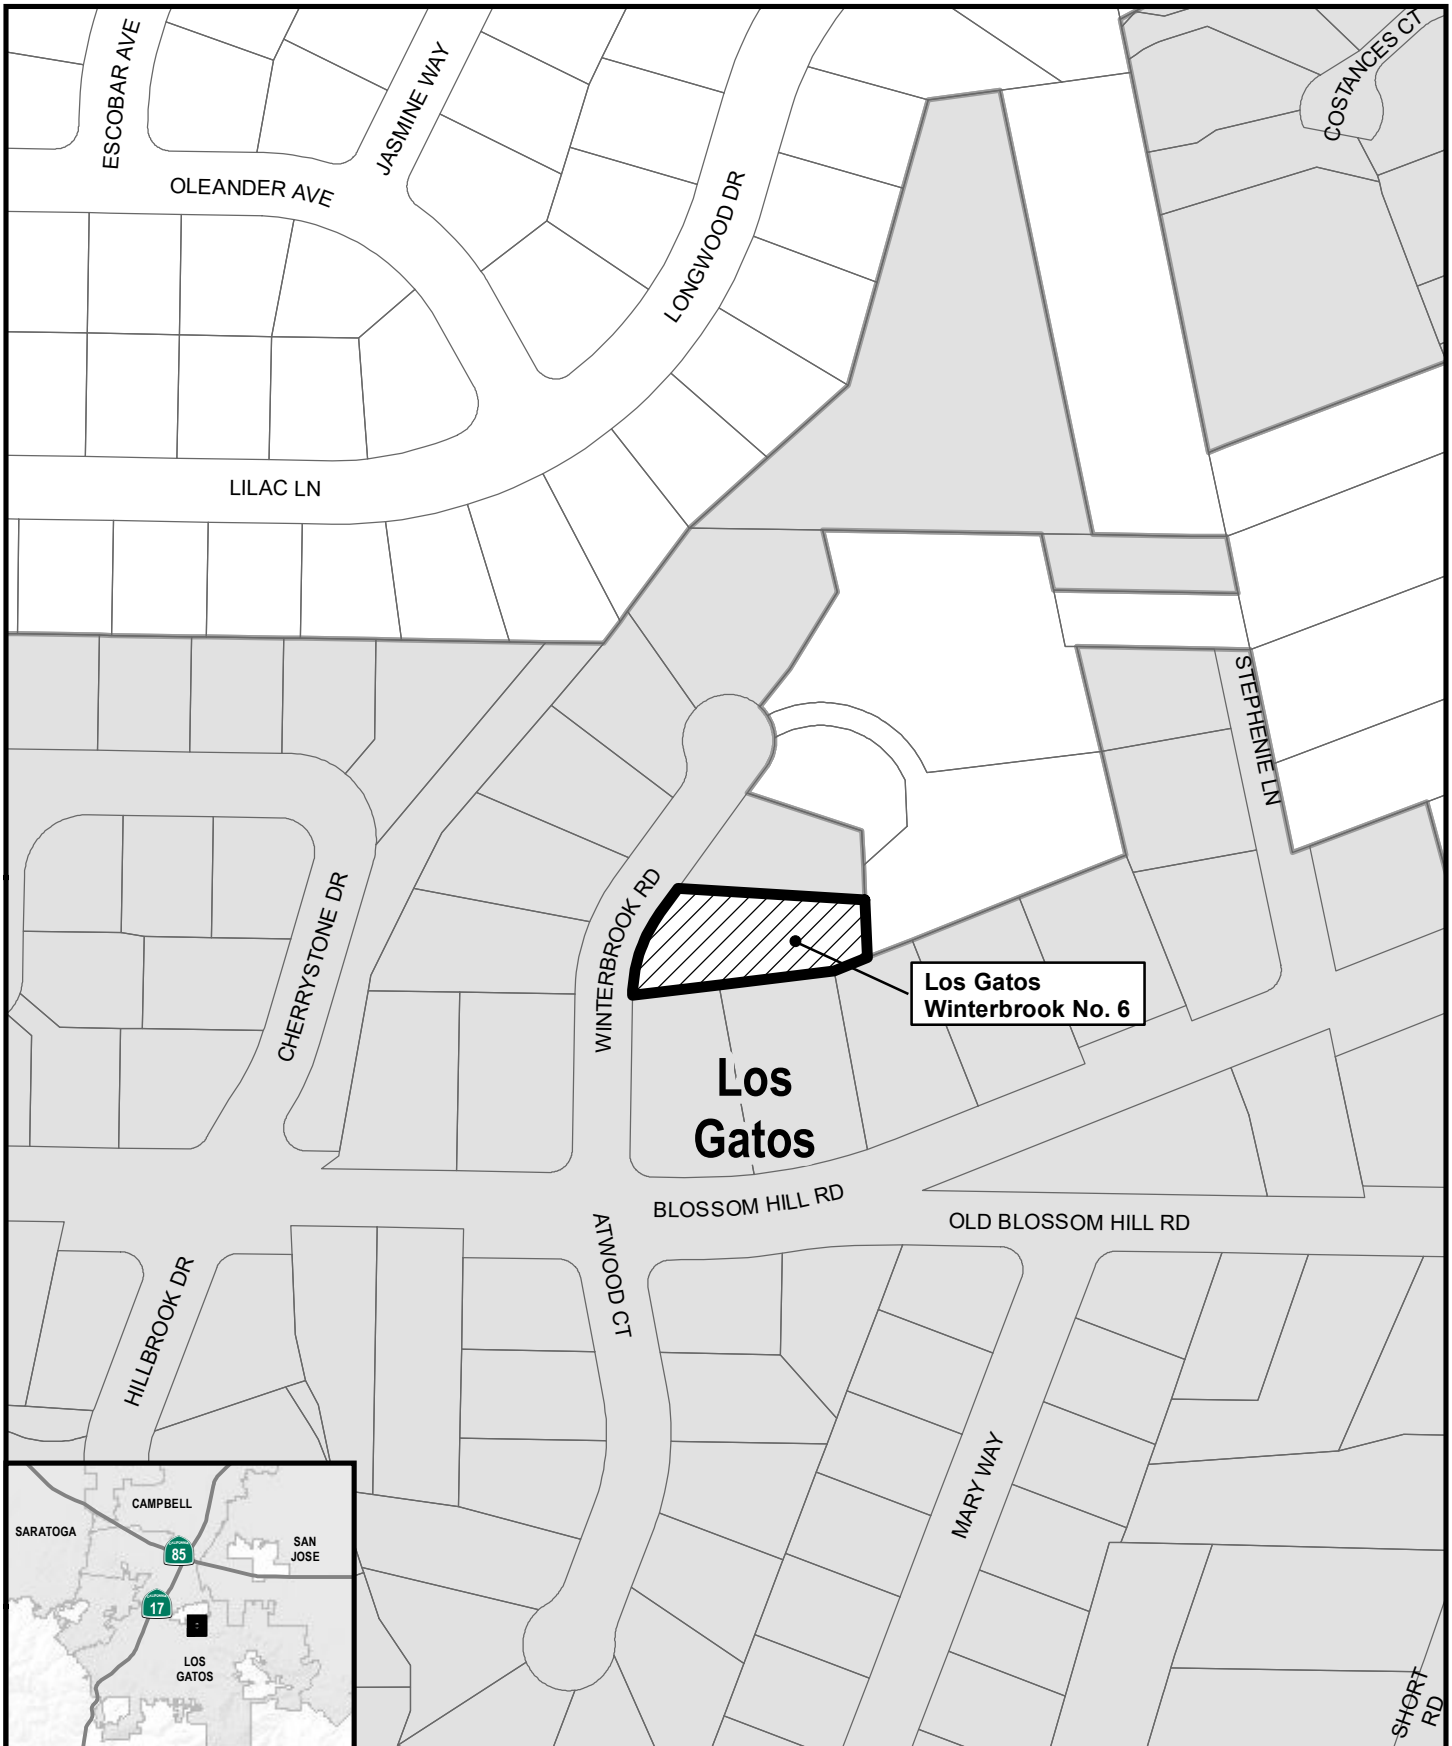 ESCOBAR AVE
JASMINE WAY
COSTANCES CT
OLEANDER AVE
LONGWOOD DR
LILAC LN
STEPHENIE LN
CHERRYSTONE DR
WINTERBROOK RD
Los Gatos
Winterbrook No. 6
Los
Gatos
BLOSSOM HILL RD
OLD BLOSSOM HILL RD
ATWOOD CT
HILLBROOK DR
MARY WAY
SHORT
RD
CAMPBELL
SARATOGA
SAN
JOSE
CALIFORNIA
85
CALIFORNIA
17
LOS
GATOS